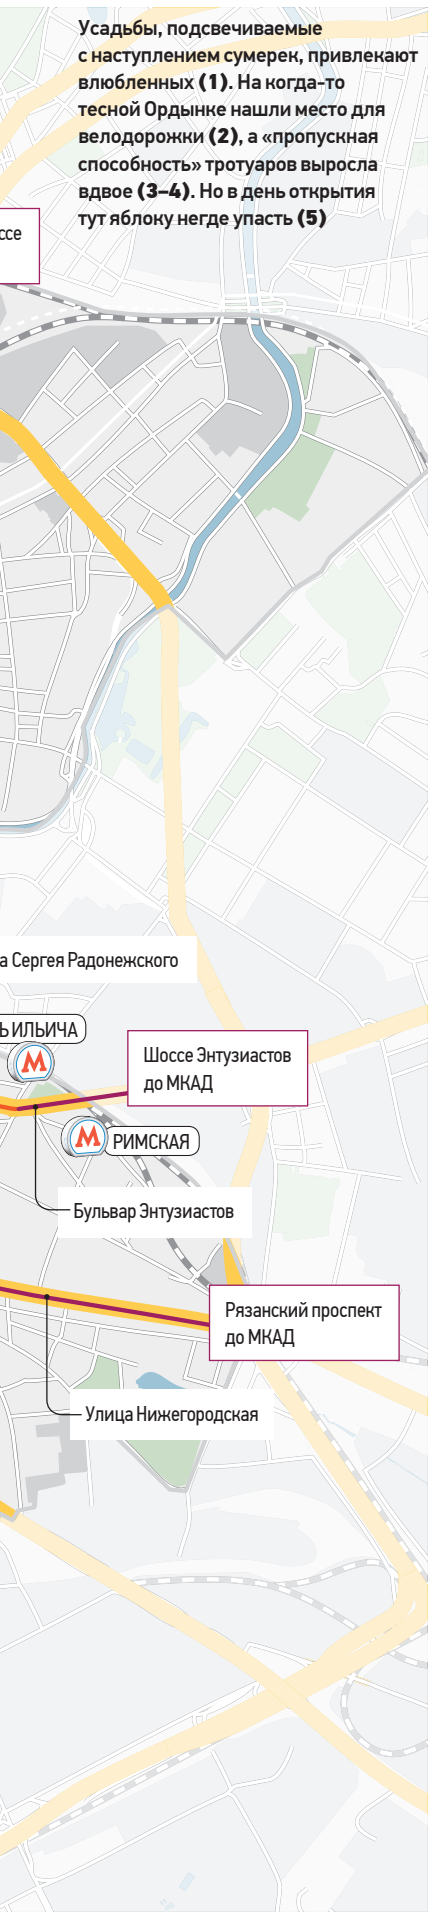 Усадьбы, подсвечиваемые
с наступлением сумерек, привлекают
влюбленных (1). На когда-то
тесной Ордынке нашли место для
велодорожки (2), а «пропускная
способность» тротуаров выросла
вдвое (3–4). Но в день открытия
тут яблоку негде упасть (5)
ссе
а Сергея Радонежского
Ь ИЛЬИЧА
М
Шоссе Энтузиастов
до МКАД
М РИМСКАЯ
Бульвар Энтузиастов
Рязанский проспект
до МКАД
Улица Нижегородская